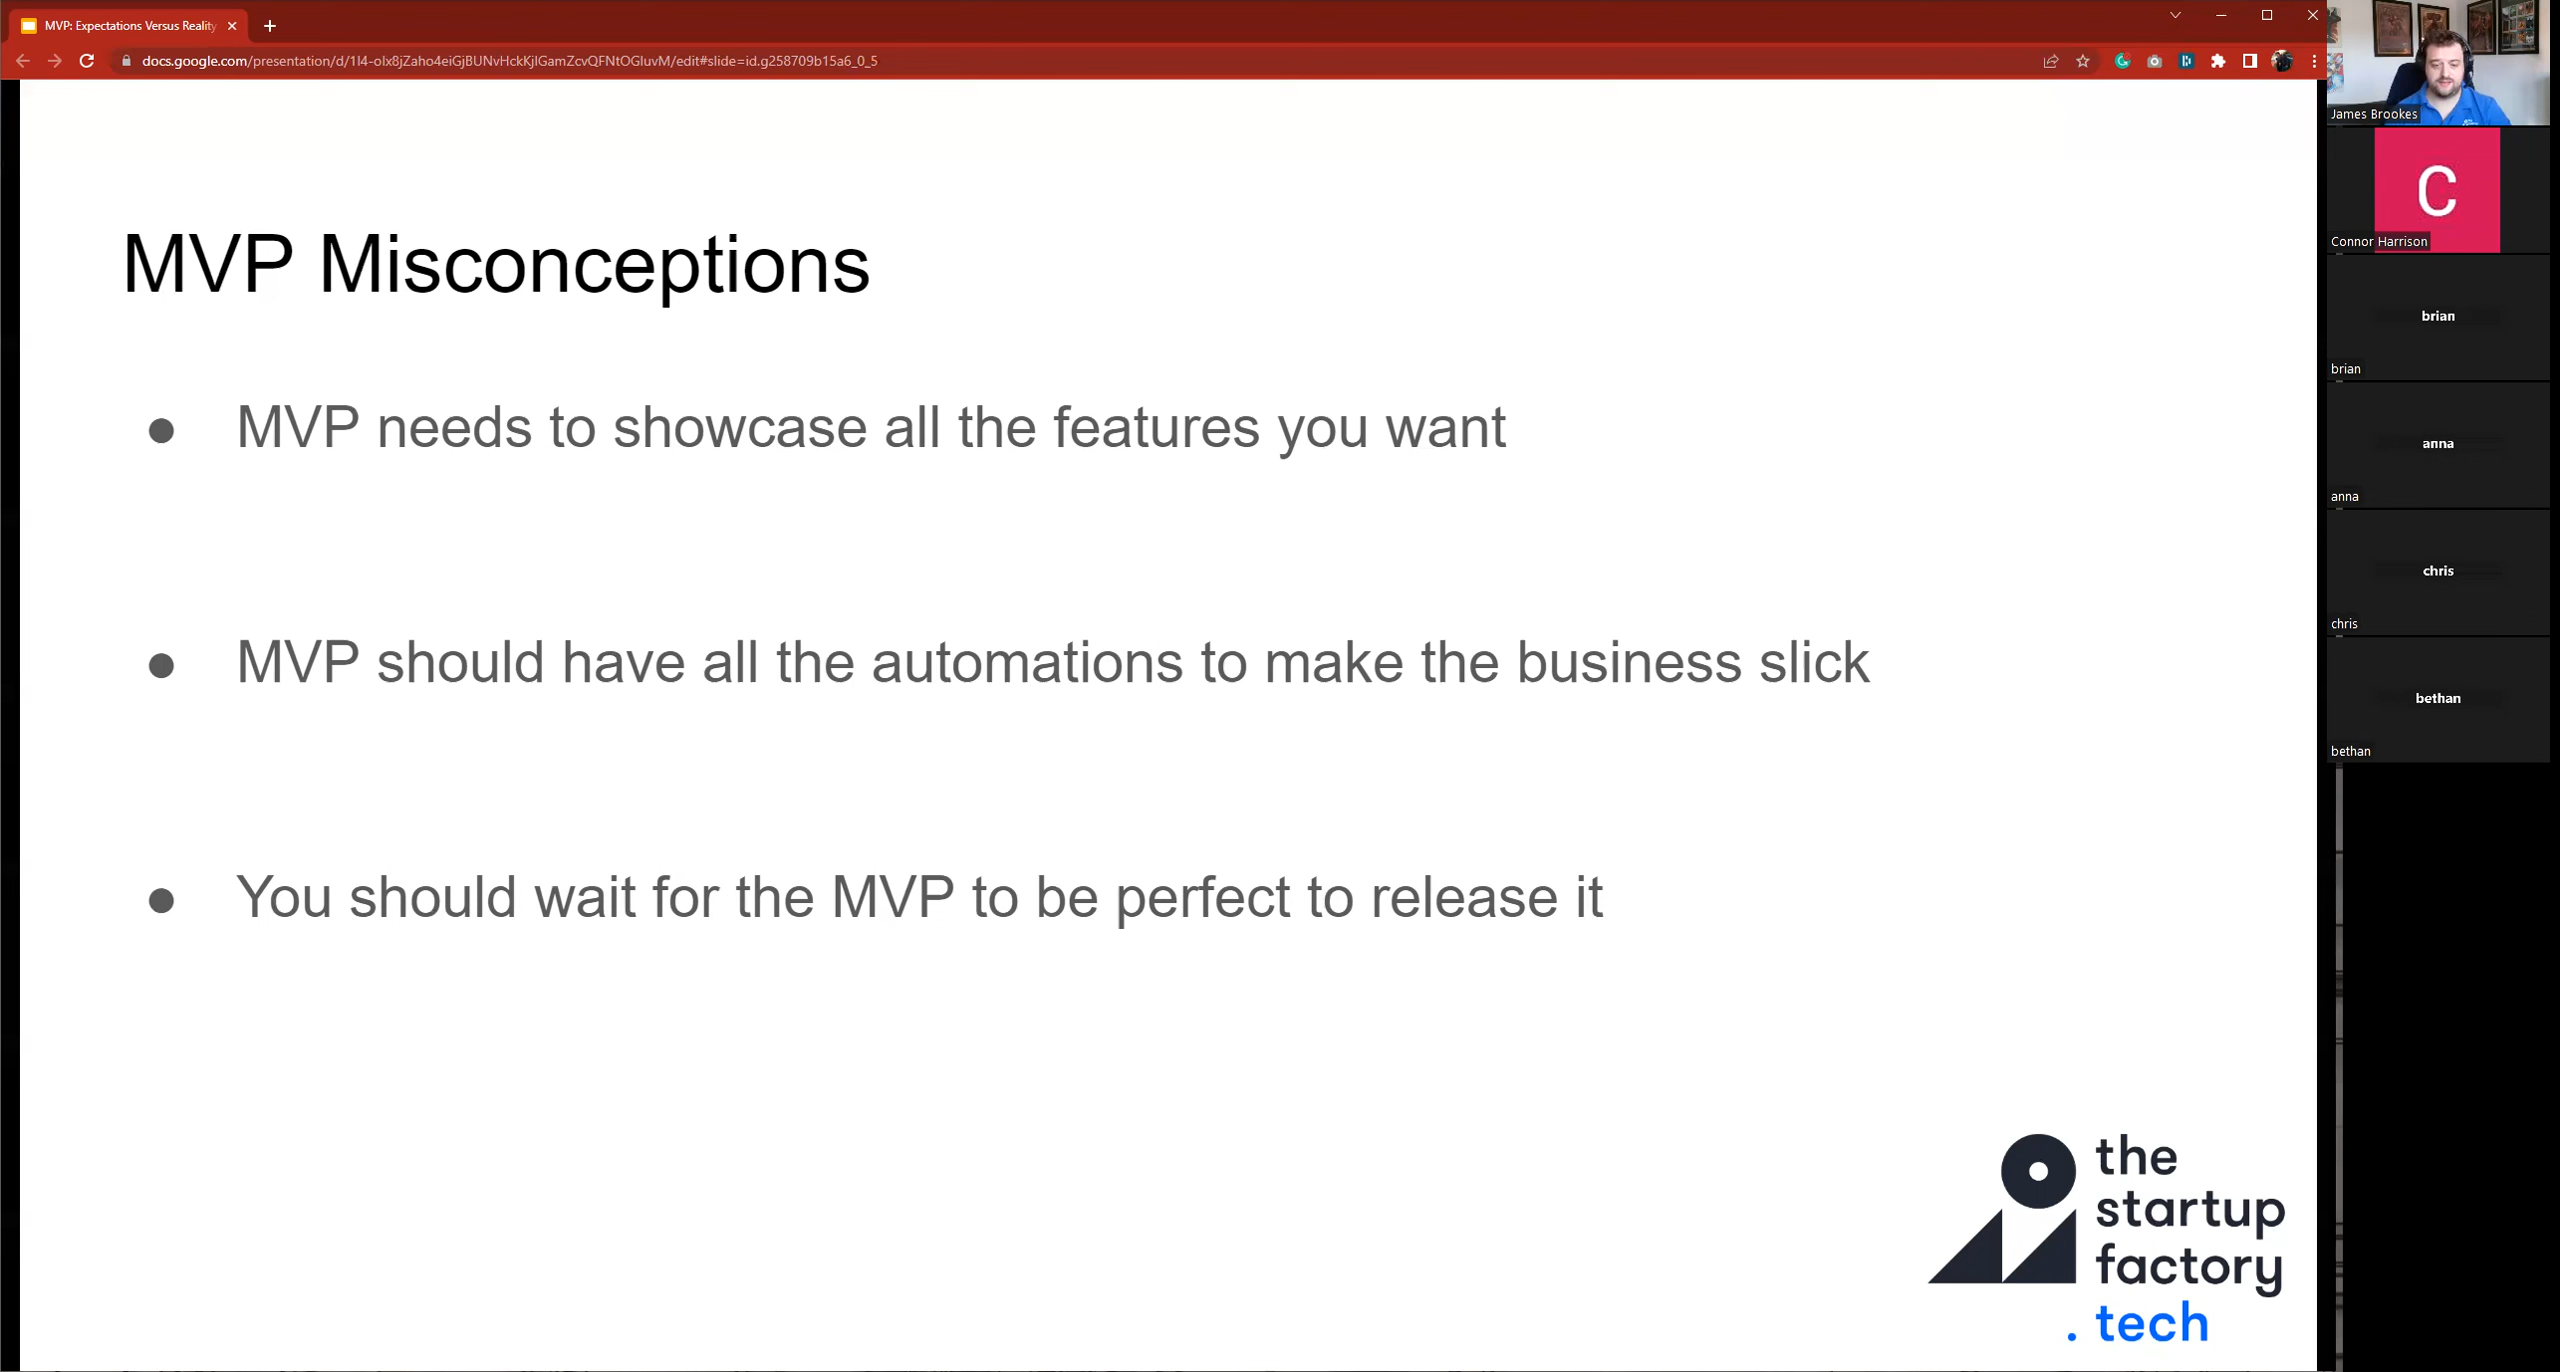 MVP: Expectations Versus Reality
docs.google.com/presentation/d/1I4-oIx8jZaho4eiGjBUNvHckKjIGamZcvQFNtOGIuvM/edit#slide=id.g258709b15a6_0_5
MVP Misconceptions
● MVP needs to showcase all the features you want
● MVP should have all the automations to make the business slick
● You should wait for the MVP to be perfect to release it
the
startup
factory
. tech
James Brookes
C
Connor Harrison
brian
brian
anna
anna
chris
chris
bethan
bethan